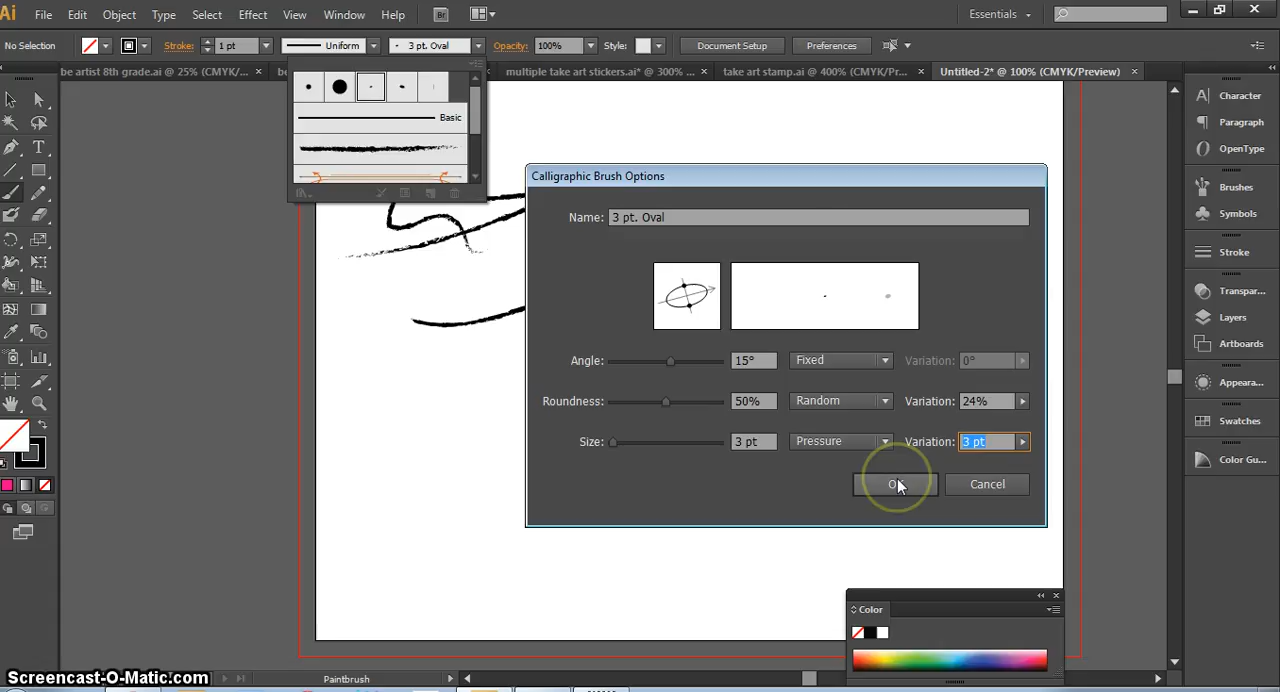 Ai File Edit Object Type Select Effect View Window Help Br Essentials
No Selection Stroke: 1 pt Uniform 3 pt. Oval Opacity: 100% Style: Document Setup Preferences
be artist 8th grade.ai @ 25% (CMYK/... be multiple take art stickers.ai* @ 300% ... take art stamp.ai @ 400% (CMYK/Pr... Untitled-2* @ 100% (CMYK/Preview)
Basic
Calligraphic Brush Options
Name: 3 pt. Oval
Angle: 15° Fixed Variation: 0°
Roundness: 50% Random Variation: 24%
Size: 3 pt Pressure Variation: 3 pt
OK Cancel
Character
Paragraph
OpenType
Brushes
Symbols
Stroke
Transpar...
Layers
Artboards
Appeara...
Swatches
Color Gu...
Color
Screencast-O-Matic.com Paintbrush